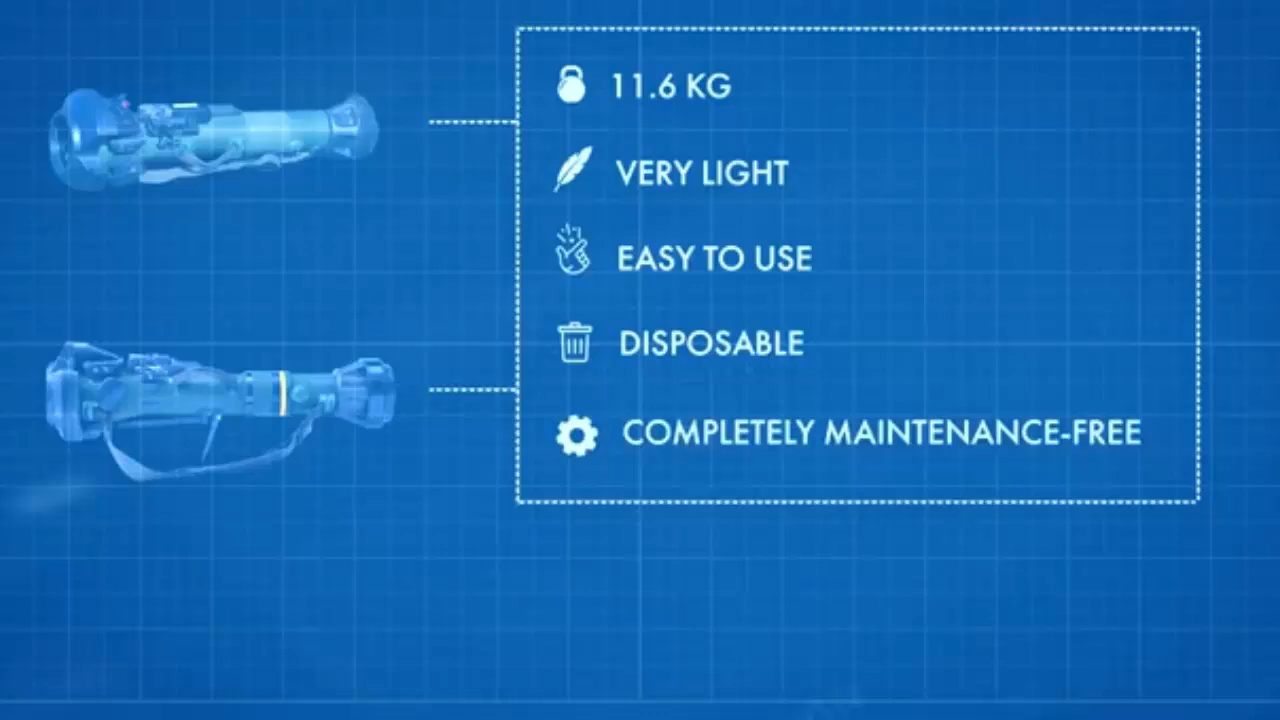 11.6 KG
VERY LIGHT
EASY TO USE
DISPOSABLE
COMPLETELY MAINTENANCE-FREE